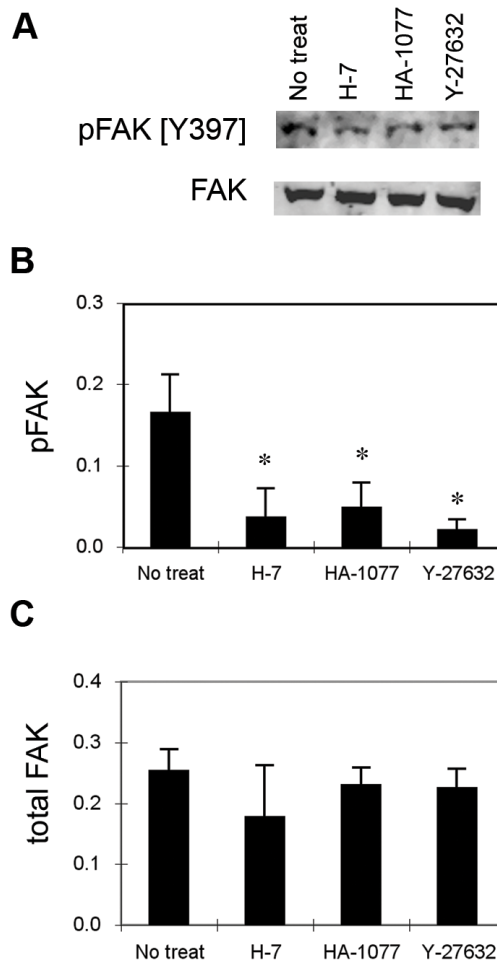 A
No treat
H-7
HA-1077
Y-27632
pFAK [Y397]
FAK
B
pFAK
0.3
0.2
0.1
0.0
*
*
*
No treat
H-7
HA-1077
Y-27632
C
total FAK
0.4
0.3
0.2
0.1
0.0
No treat
H-7
HA-1077
Y-27632